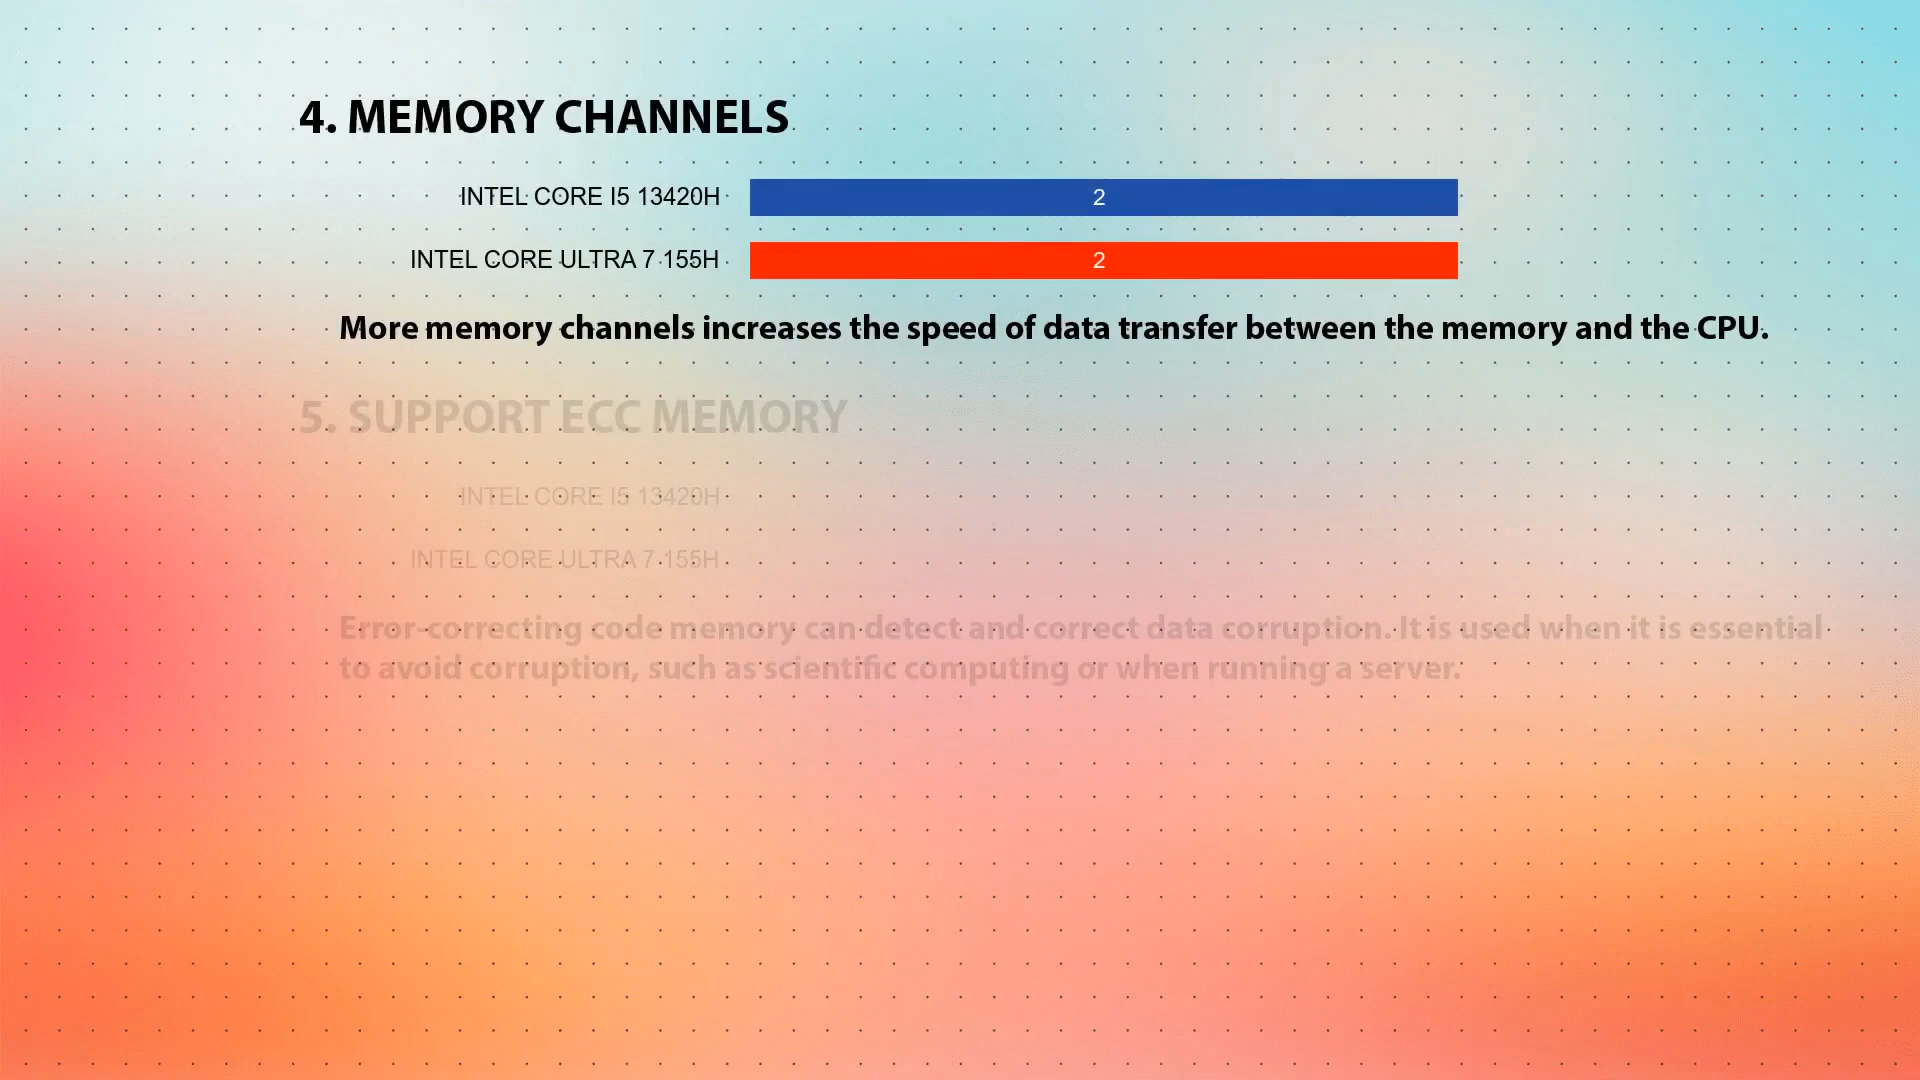 4. MEMORY CHANNELS
INTEL CORE I5 13420H
2
INTEL CORE ULTRA 7 155H
2
More memory channels increases the speed of data transfer between the memory and the CPU.
5. SUPPORT ECC MEMORY
INTEL CORE I5 13420H
INTEL CORE ULTRA 7 155H
Error-correcting code memory can detect and correct data corruption. It is used when it is essential
to avoid corruption, such as scientific computing or when running a server.